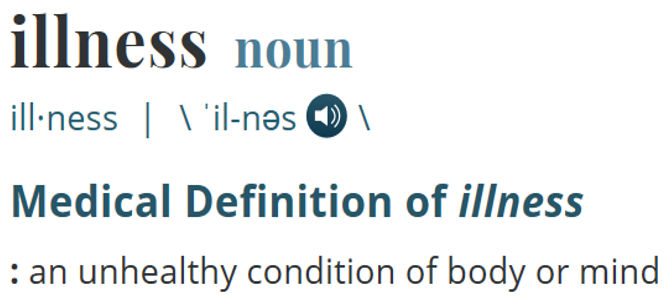 illness noun
ill·ness | \ ˈil-nəs \
Medical Definition of illness
: an unhealthy condition of body or mind